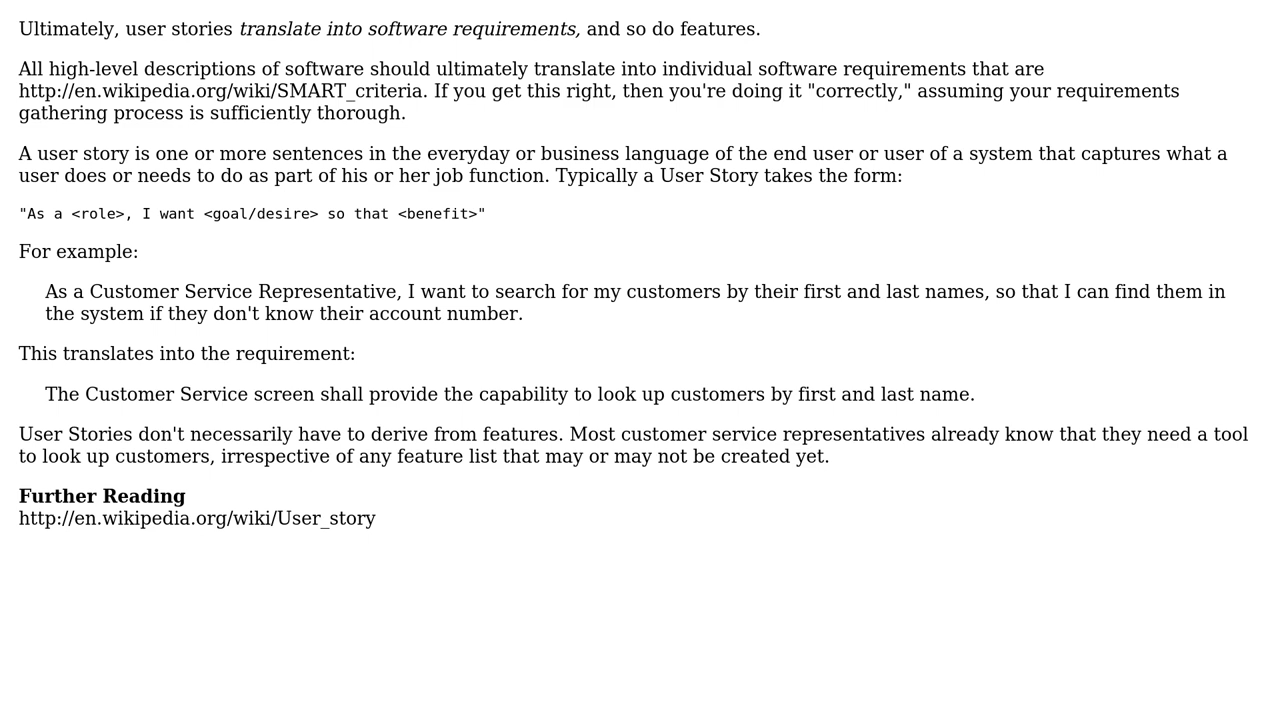 Ultimately, user stories translate into software requirements, and so do features.
All high-level descriptions of software should ultimately translate into individual software requirements that are
http://en.wikipedia.org/wiki/SMART_criteria. If you get this right, then you're doing it "correctly," assuming your requirements
gathering process is sufficiently thorough.
A user story is one or more sentences in the everyday or business language of the end user or user of a system that captures what a
user does or needs to do as part of his or her job function. Typically a User Story takes the form:
"As a <role>, I want <goal/desire> so that <benefit>"
For example:
As a Customer Service Representative, I want to search for my customers by their first and last names, so that I can find them in
the system if they don't know their account number.
This translates into the requirement:
The Customer Service screen shall provide the capability to look up customers by first and last name.
User Stories don't necessarily have to derive from features. Most customer service representatives already know that they need a tool
to look up customers, irrespective of any feature list that may or may not be created yet.
Further Reading
http://en.wikipedia.org/wiki/User_story